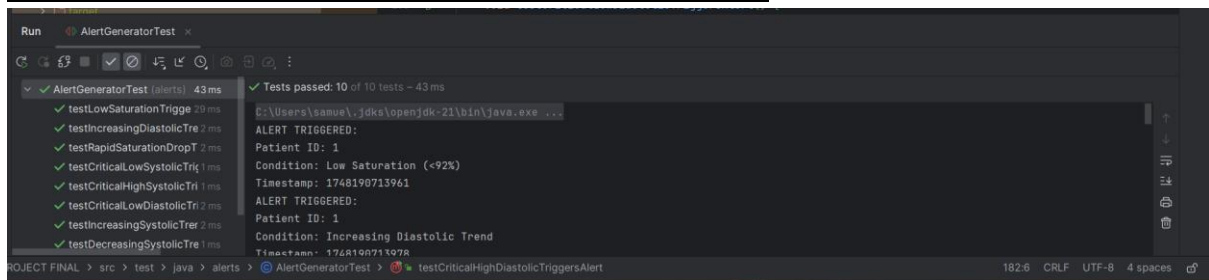 target
Run AlertGeneratorTest ×
AlertGeneratorTest (alerts) 43 ms
testLowSaturationTrigge 29 ms
testIncreasingDiastolicTre 2 ms
testRapidSaturationDropT 2 ms
testCriticalLowSystolicTrig 1 ms
testCriticalHighSystolicTri 1 ms
testCriticalLowDiastolicTri 2 ms
testIncreasingSystolicTrer 2 ms
testDecreasingSystolicTre 1 ms
Tests passed: 10 of 10 tests – 43 ms
C:\Users\samue\.jdks\openjdk-21\bin\java.exe ...
ALERT TRIGGERED:
Patient ID: 1
Condition: Low Saturation (<92%)
Timestamp: 1748190713961
ALERT TRIGGERED:
Patient ID: 1
Condition: Increasing Diastolic Trend
Timestamp: 1748190713978
ROJECT FINAL > src > test > java > alerts > AlertGeneratorTest > testCriticalHighDiastolicTriggersAlert 182:6 CRLF UTF-8 4 spaces